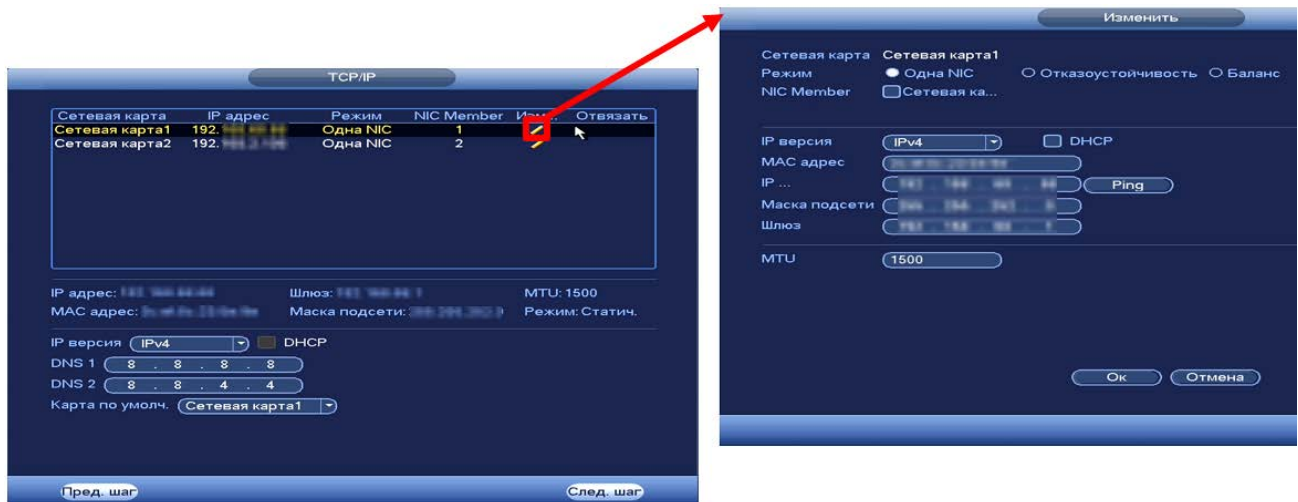 TCP/IP
Сетевая карта IP адрес Режим NIC Member Изм... Отвязать
Сетевая карта1 192. Одна NIC 1
Сетевая карта2 192. Одна NIC 2
IP адрес: Шлюз: MTU: 1500
MAC адрес: Маска подсети: Режим: Статич.
IP версия IPv4 DHCP
DNS 1 8 . 8 . 8 . 8
DNS 2 8 . 8 . 4 . 4
Карта по умолч. Сетевая карта1
Пред. шаг След. шаг
Изменить
Сетевая карта Сетевая карта1
Режим Одна NIC Отказоустойчивость Баланс
NIC Member Сетевая ка...
IP версия IPv4 DHCP
MAC адрес
IP ... Ping
Маска подсети
Шлюз
MTU 1500
Ок Отмена